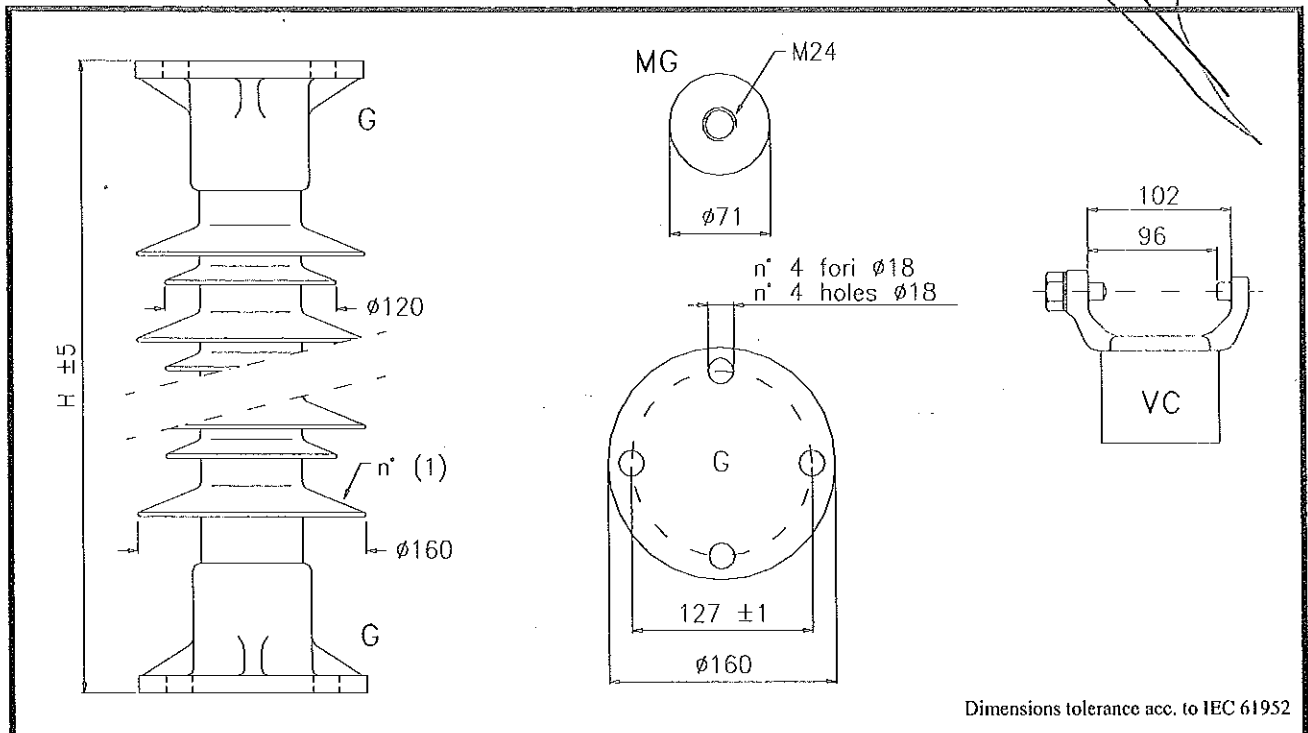 MG
M24
G
ø71
102
96
n° 4 fori ø18
n° 4 holes ø18
ø120
H ±5
VC
G
n° (1)
ø160
127 ±1
G
ø160
Dimensions tolerance acc. to IEC 61952